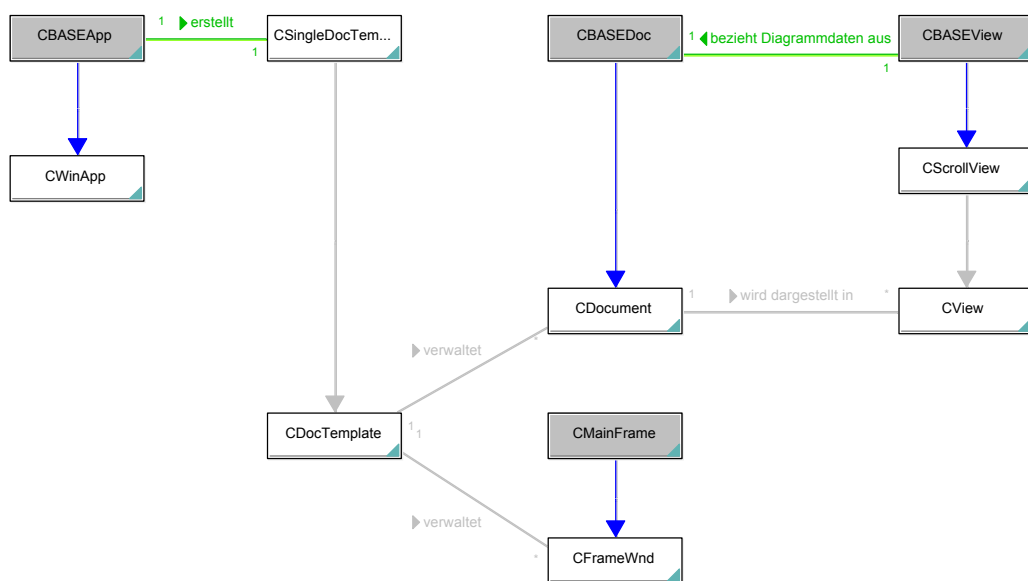 CBASEApp
1 erstellt
1
CSingleDocTem...
CBASEDoc
1 bezieht Diagrammdaten aus
1
CBASEView
CWinApp
CScrollView
CDocument
1 wird dargestellt in *
CView
verwaltet *
CDocTemplate
1
1
CMainFrame
verwaltet
*
CFrameWnd